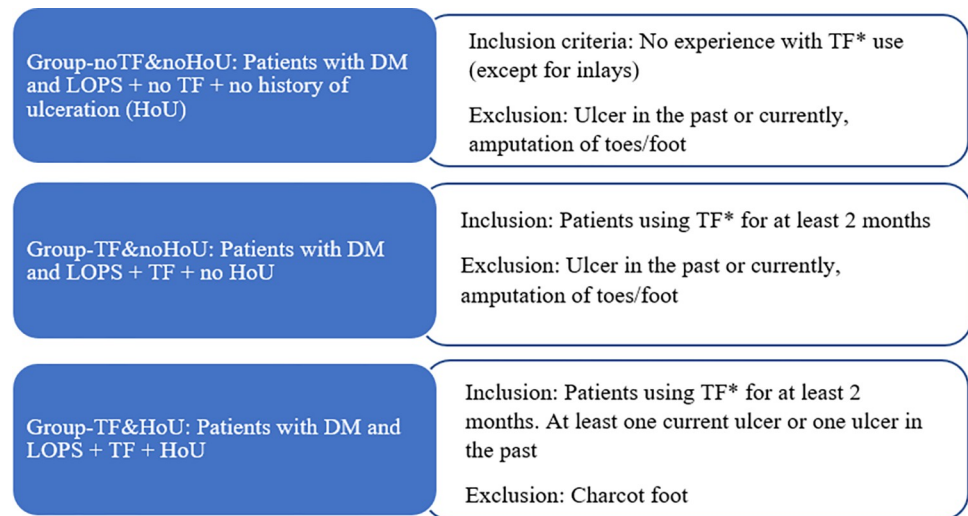 Group-noTF&noHoU: Patients with DM
and LOPS + no TF + no history of
ulceration (HoU)
Inclusion criteria: No experience with TF* use
(except for inlays)
Exclusion: Ulcer in the past or currently,
amputation of toes/foot
Group-TF&noHoU: Patients with DM
and LOPS + TF + no HoU
Inclusion: Patients using TF* for at least 2 months
Exclusion: Ulcer in the past or currently,
amputation of toes/foot
Group-TF&HoU: Patients with DM and
LOPS + TF + HoU
Inclusion: Patients using TF* for at least 2
months. At least one current ulcer or one ulcer in
the past
Exclusion: Charcot foot